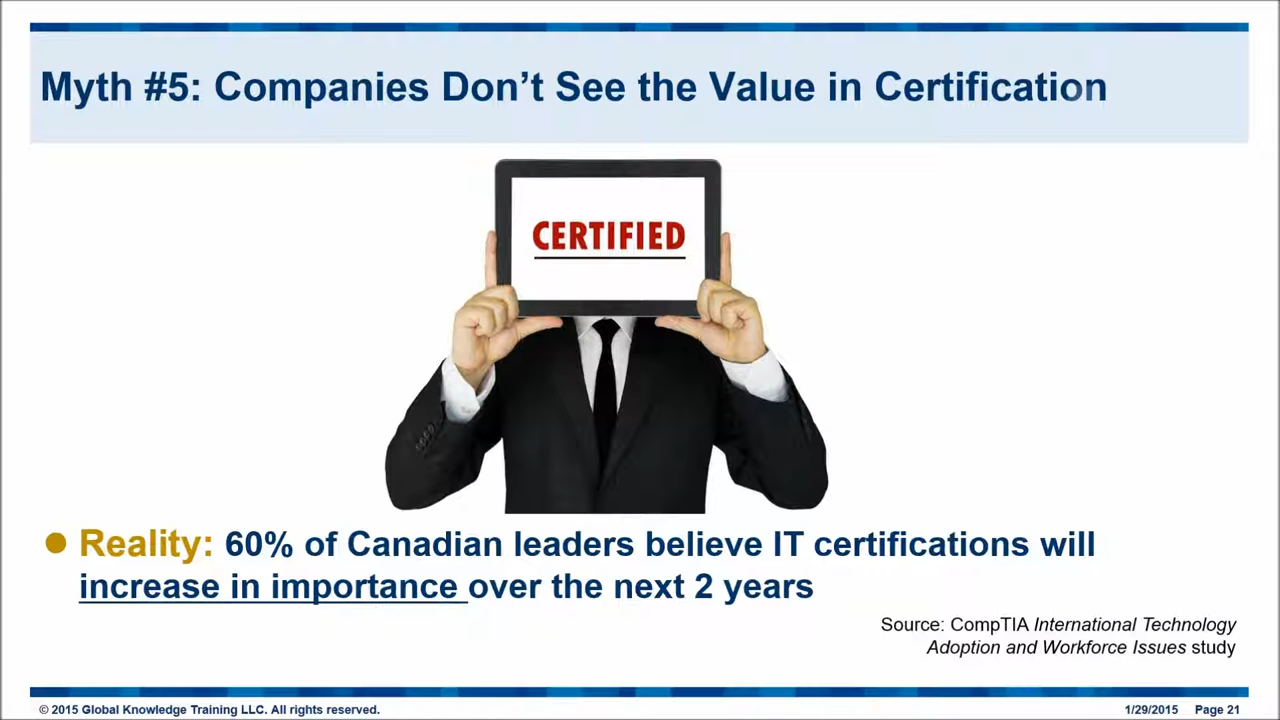 Myth #5: Companies Don’t See the Value in Certification
CERTIFIED
Reality: 60% of Canadian leaders believe IT certifications will
increase in importance over the next 2 years
Source: CompTIA International Technology
Adoption and Workforce Issues study
© 2015 Global Knowledge Training LLC. All rights reserved.
1/29/2015 Page 21